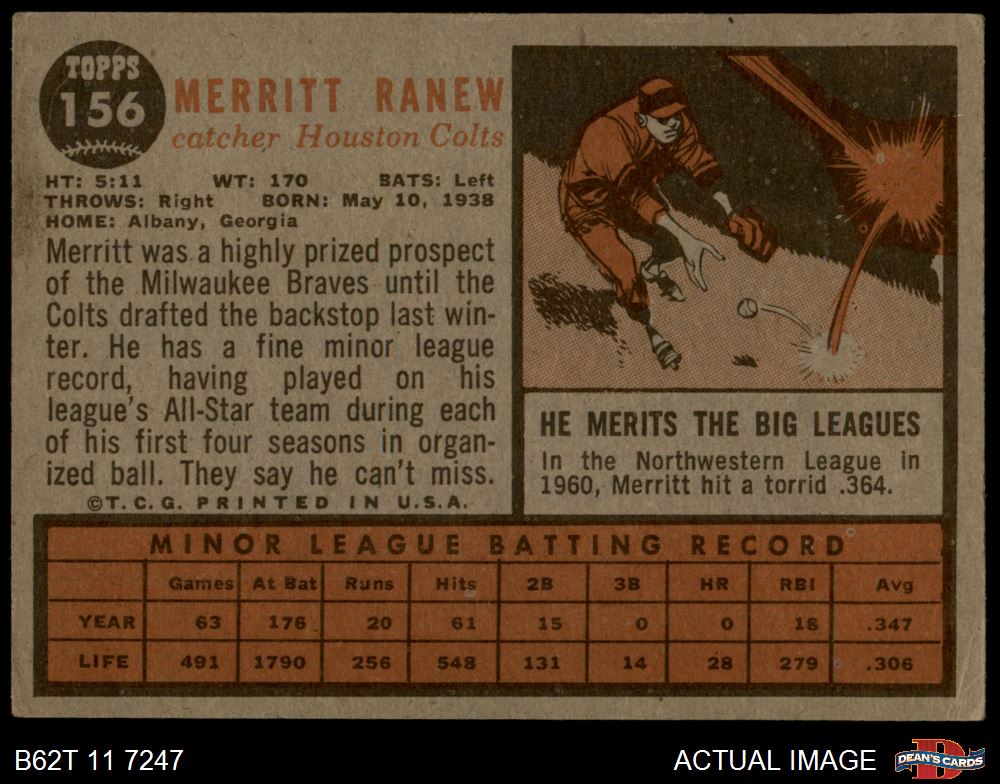 TOPPS
156
MERRITT RANEW
catcher Houston Colts
HT: 5:11 WT: 170 BATS: Left
THROWS: Right BORN: May 10, 1938
HOME: Albany, Georgia
Merritt was a highly prized prospect
of the Milwaukee Braves until the
Colts drafted the backstop last win-
ter. He has a fine minor league
record, having played on his
league's All-Star team during each
of his first four seasons in organ-
ized ball. They say he can't miss.
©T.C.G. PRINTED IN U.S.A.
HE MERITS THE BIG LEAGUES
In the Northwestern League in
1960, Merritt hit a torrid .364.
MINOR LEAGUE BATTING RECORD
Games At Bat Runs Hits 2B 3B HR RBI Avg
YEAR 63 176 20 61 15 0 0 18 .347
LIFE 491 1790 256 548 131 14 28 279 .306
B62T 11 7247 ACTUAL IMAGE
D
DEAN'S CARDS